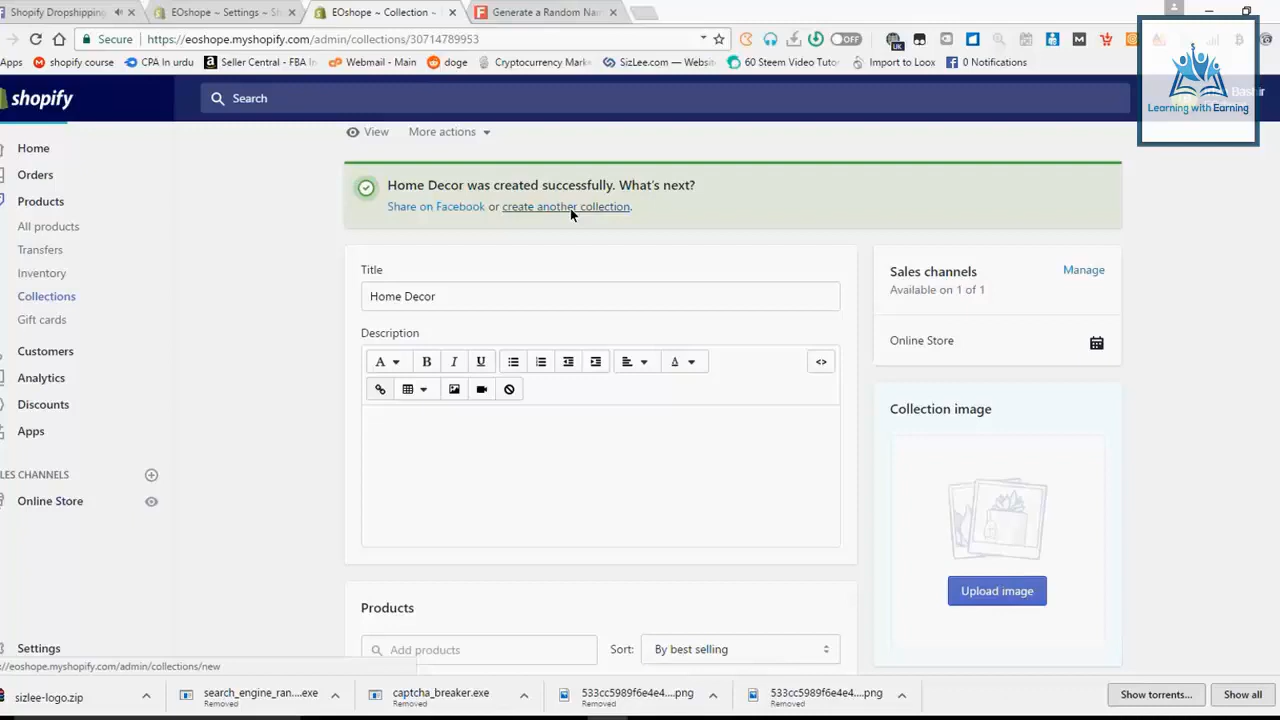 Shopify Dropshipping
EOshope ~ Settings ~ Sh
EOshope ~ Collection ~
Generate a Random Nam
Secure
https://eoshope.myshopify.com/admin/collections/30714789953
OFF
UK
Apps
shopify course
CPA In urdu
Seller Central - FBA In
Webmail - Main
doge
Cryptocurrency Mark
SizLee.com — Websit
60 Steem Video Tuto
Import to Loox
0 Notifications
shopify
Search
Bashir
Learning with Earning
View
More actions
Home
Orders
Products
All products
Transfers
Inventory
Collections
Gift cards
Customers
Analytics
Discounts
Apps
LES CHANNELS
Online Store
Settings
Home Decor was created successfully. What's next?
Share on Facebook or create another collection.
Title
Home Decor
Description
A
B I U
A
<>
Products
Add products
Sort:
By best selling
Sales channels
Manage
Available on 1 of 1
Online Store
Collection image
Upload image
://eoshope.myshopify.com/admin/collections/new
sizlee-logo.zip
search_engine_ran....exe
Removed
captcha_breaker.exe
Removed
533cc5989f6e4e4....png
Removed
533cc5989f6e4e4....png
Removed
Show torrents...
Show all